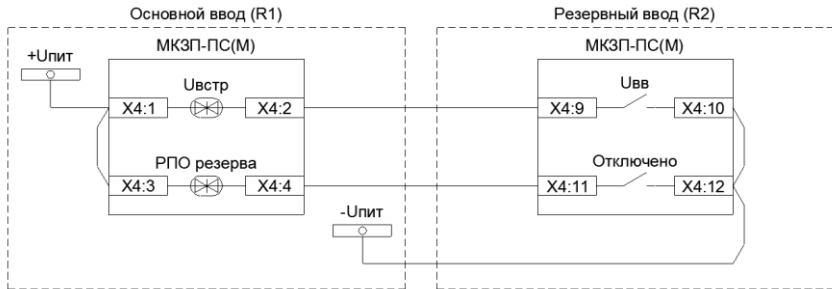 Основной ввод (R1)
Резервный ввод (R2)
+Uпит
МКЗП-ПС(М)
МКЗП-ПС(М)
Uвстр
Uвв
X4:1
X4:2
X4:9
X4:10
РПО резерва
Отключено
X4:3
X4:4
X4:11
X4:12
-Uпит